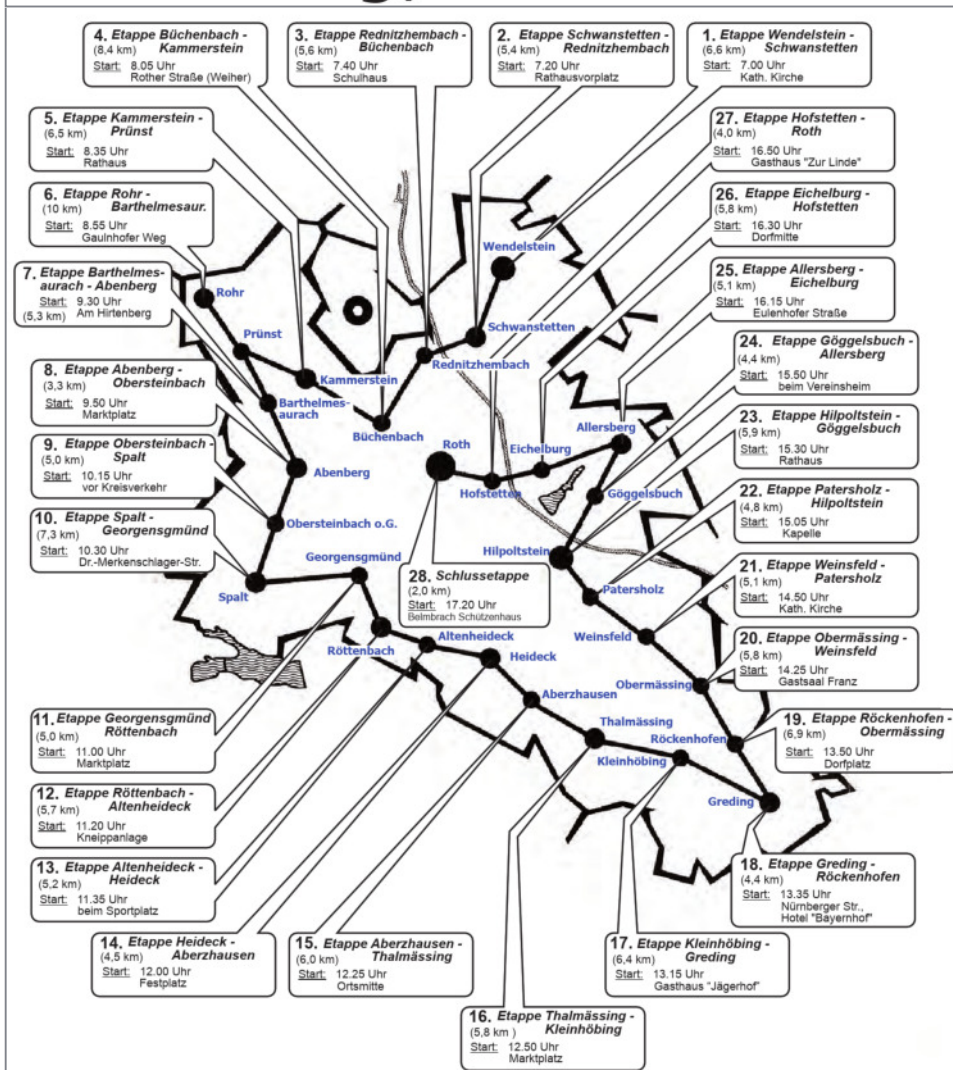 4. Etappe Büchenbach -
Kammerstein
(8,4 km)
Start: 8.05 Uhr
Rother Straße (Weiher)
3. Etappe Rednitzhembach -
Büchenbach
(5,6 km)
Start: 7.40 Uhr
Schulhaus
2. Etappe Schwanstetten -
Rednitzhembach
(5,4 km)
Start: 7.20 Uhr
Rathausvorplatz
1. Etappe Wendelstein -
Schwanstetten
(6,6 km)
Start: 7.00 Uhr
Kath. Kirche
5. Etappe Kammerstein -
Prünst
(6,5 km)
Start: 8.35 Uhr
Rathaus
27. Etappe Hofstetten -
Roth
(4,0 km)
Start: 16.50 Uhr
Gasthaus "Zur Linde"
6. Etappe Rohr -
Barthelmesaur.
(10 km)
Start: 8.55 Uhr
Gaulnhofer Weg
26. Etappe Eichelburg -
Hofstetten
(5,8 km)
Start: 16.30 Uhr
Dorfmitte
7. Etappe Barthelmes-
aurach - Abenberg
Start: 9.30 Uhr
(5,3 km) Am Hirtenberg
25. Etappe Allersberg -
Eichelburg
(5,1 km)
Start: 16.15 Uhr
Eulenhofer Straße
8. Etappe Abenberg -
Obersteinbach
(3,3 km)
Start: 9.50 Uhr
Marktplatz
24. Etappe Göggelsbuch -
Allersberg
(4,4 km)
Start: 15.50 Uhr
beim Vereinsheim
9. Etappe Obersteinbach -
Spalt
(5,0 km)
Start: 10.15 Uhr
vor Kreisverkehr
23. Etappe Hilpoltstein -
Göggelsbuch
(5,9 km)
Start: 15.30 Uhr
Rathaus
10. Etappe Spalt -
Georgensgmünd
(7,3 km)
Start: 10.30 Uhr
Dr.-Merkenschlager-Str.
22. Etappe Patersholz -
Hilpoltstein
(4,8 km)
Start: 15.05 Uhr
Kapelle
21. Etappe Weinsfeld -
Patersholz
(5,1 km)
Start: 14.50 Uhr
Kath. Kirche
28. Schlussetappe
(2,0 km)
Start: 17.20 Uhr
Belmbrach Schützenhaus
20. Etappe Obermässing -
Weinsfeld
(5,8 km)
Start: 14.25 Uhr
Gastsaal Franz
11. Etappe Georgensgmünd
Röttenbach
(5,0 km)
Start: 11.00 Uhr
Marktplatz
19. Etappe Röckenhofen -
Obermässing
(6,9 km)
Start: 13.50 Uhr
Dorfplatz
12. Etappe Röttenbach -
Altenheideck
(5,7 km)
Start: 11.20 Uhr
Kneippanlage
13. Etappe Altenheideck -
Heideck
(5,2 km)
Start: 11.35 Uhr
beim Sportplatz
18. Etappe Greding -
Röckenhofen
(4,4 km)
Start: 13.35 Uhr
Nürnberger Str.,
Hotel "Bayernhof"
14. Etappe Heideck -
Aberzhausen
(4,5 km)
Start: 12.00 Uhr
Festplatz
15. Etappe Aberzhausen -
Thalmässing
(6,0 km)
Start: 12.25 Uhr
Ortsmitte
17. Etappe Kleinhöbing -
Greding
(6,4 km)
Start: 13.15 Uhr
Gasthaus "Jägerhof"
16. Etappe Thalmässing -
Kleinhöbing
(5,8 km )
Start: 12.50 Uhr
Marktplatz
Wendelstein
Rohr
Schwanstetten
Prünst
Rednitzhembach
Kammerstein
Barthelmes-
aurach
Büchenbach
Allersberg
Roth
Eichelburg
Abenberg
Hofstetten
Göggelsbuch
Obersteinbach o.G.
Georgensgmünd
Hilpoltstein
Spalt
Patersholz
Altenheideck
Weinsfeld
Röttenbach
Heideck
Obermässing
Aberzhausen
Thalmässing
Röckenhofen
Kleinhöbing
Greding